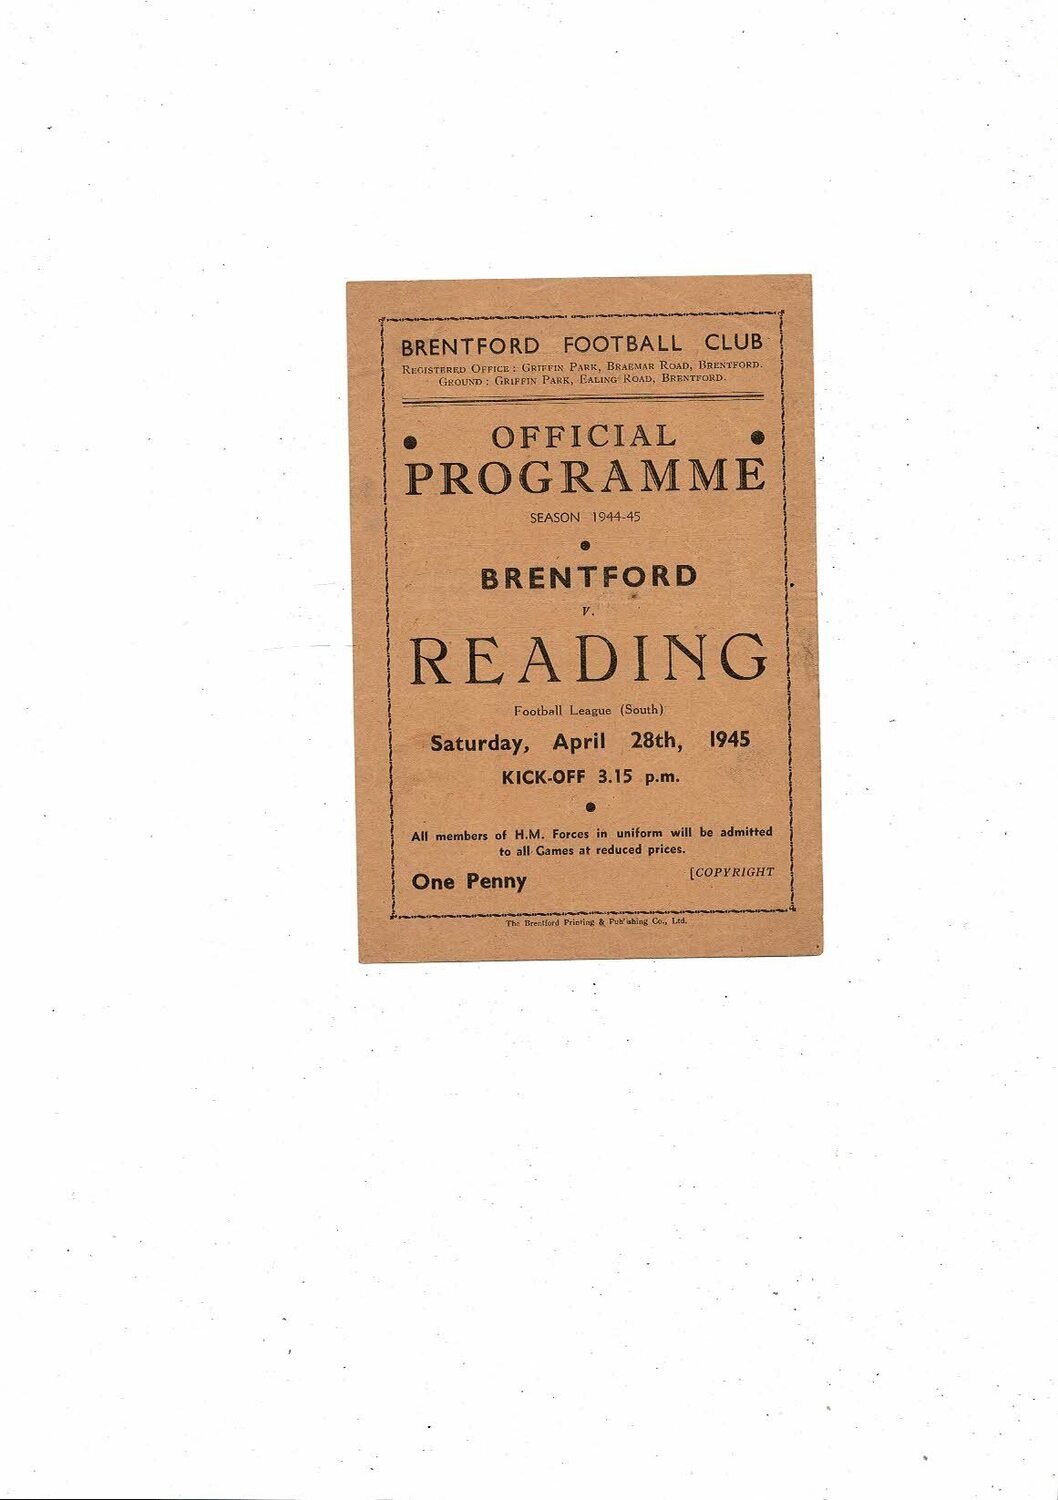 BRENTFORD FOOTBALL CLUB
REGISTERED OFFICE : GRIFFIN PARK, BRAEMAR ROAD, BRENTFORD.
GROUND : GRIFFIN PARK, EALING ROAD, BRENTFORD.
OFFICIAL
PROGRAMME
SEASON 1944-45
BRENTFORD
v.
READING
Football League (South)
Saturday, April 28th, 1945
KICK-OFF 3.15 p.m.
All members of H.M. Forces in uniform will be admitted
to all Games at reduced prices.
[COPYRIGHT
One Penny
The Brentford Printing & Publishing Co., Ltd.